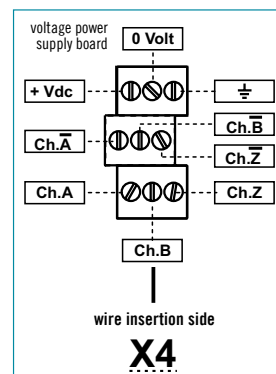 voltage power
supply board
0 Volt
+ Vdc
Ch.B̅
Ch.A̅
Ch.Z̅
Ch.A
Ch.Z
Ch.B
wire insertion side
X4